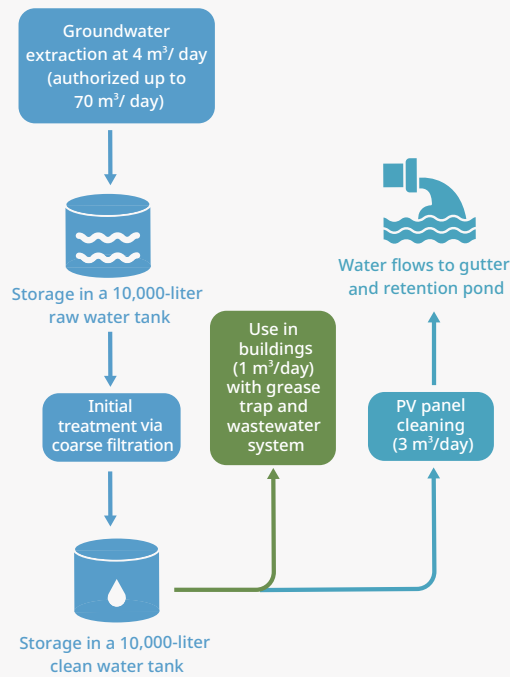 Groundwater
extraction at 4 m³/ day
(authorized up to
70 m³/ day)
Storage in a 10,000-liter
raw water tank
Initial
treatment via
coarse filtration
Storage in a 10,000-liter
clean water tank
Use in
buildings
(1 m³/day)
with grease
trap and
wastewater
system
PV panel
cleaning
(3 m³/day)
Water flows to gutter
and retention pond